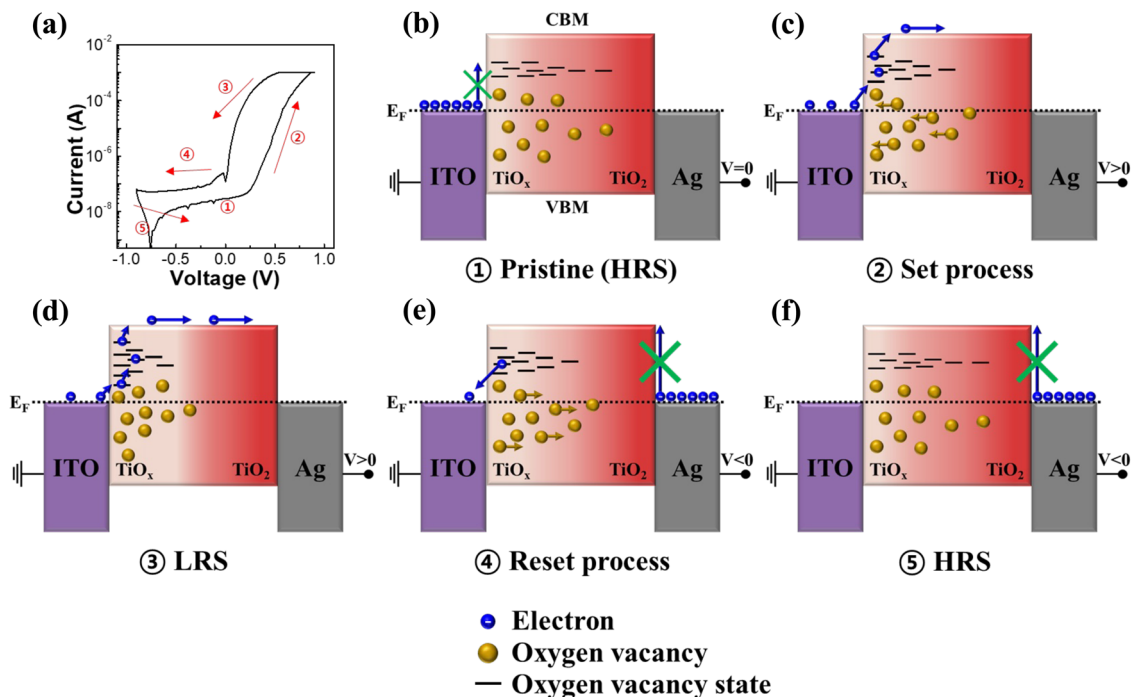 (a)
10⁻²
10⁻⁴
10⁻⁶
10⁻⁸
Current (A)
③
②
④
①
⑤
-1.0 -0.5 0.0 0.5 1.0
Voltage (V)
(b)
CBM
E_F
ITO
TiOₓ
TiO₂
VBM
Ag
V=0
① Pristine (HRS)
(c)
E_F
ITO
TiOₓ
TiO₂
Ag
V>0
② Set process
(d)
E_F
ITO
TiOₓ
TiO₂
Ag
V>0
③ LRS
(e)
E_F
ITO
TiOₓ
TiO₂
Ag
V<0
④ Reset process
(f)
E_F
ITO
TiOₓ
TiO₂
Ag
V<0
⑤ HRS
Electron
Oxygen vacancy
Oxygen vacancy state